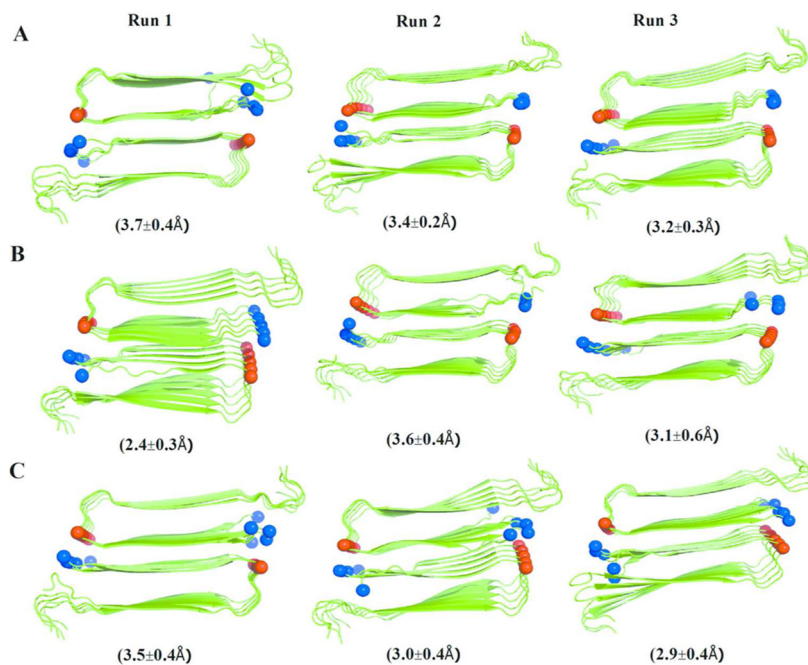 Run 1 Run 2 Run 3
A
(3.7±0.4Å) (3.4±0.2Å) (3.2±0.3Å)
B
(2.4±0.3Å) (3.6±0.4Å) (3.1±0.6Å)
C
(3.5±0.4Å) (3.0±0.4Å) (2.9±0.4Å)